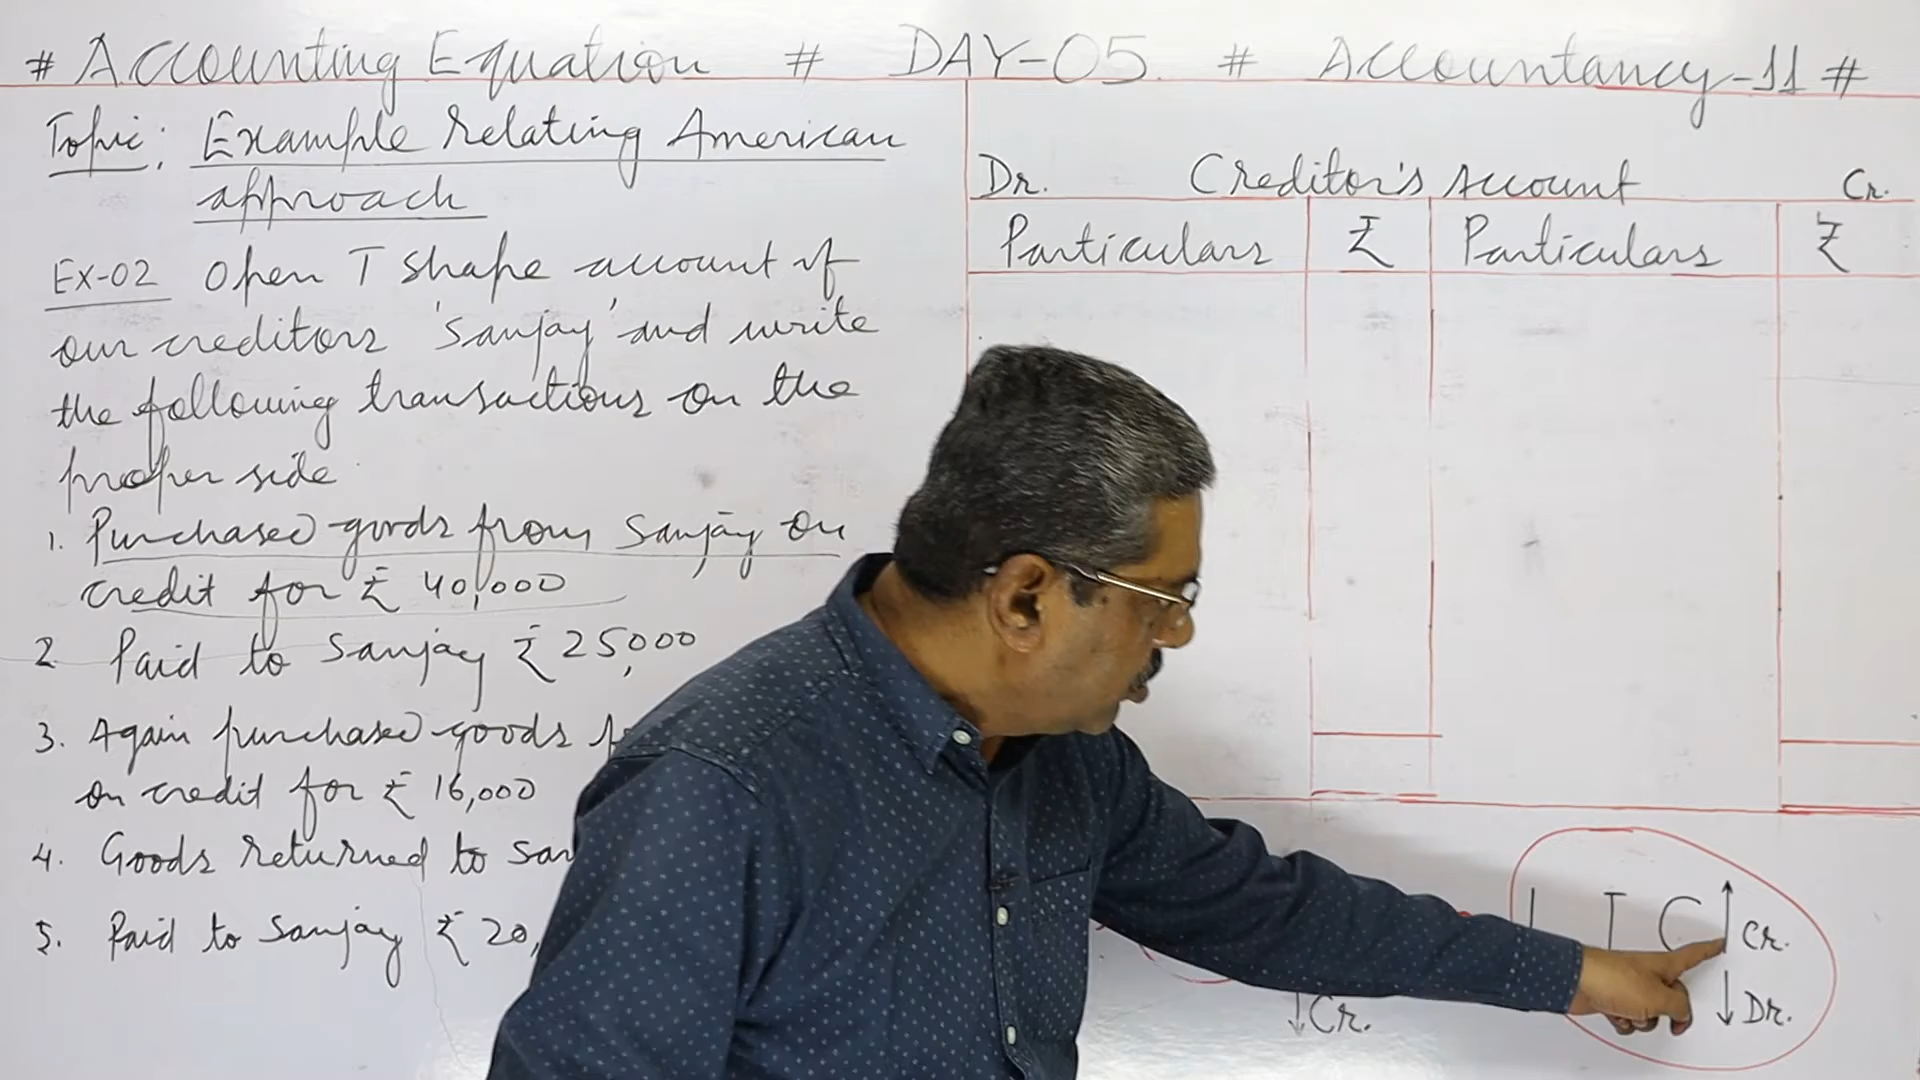 # Accounting Equation # DAY-05. # Accountancy-11 #
Topic: Example relating American
approach
Ex-02 Open T shape account of
our creditors 'Sanjay' and write
the following transactions on the
proper side
1. Purchased goods from Sanjay on
credit for ₹ 40,000
2 Paid to Sanjay ₹ 25,000
3. Again purchased goods
on credit for ₹ 16,000
4. Goods returned to
5. Paid to Sanjay ₹ 20,
Dr. Creditor's Account Cr.
Particulars ₹ Particulars ₹
↑ Cr.
↓ Dr.
↓ Cr.